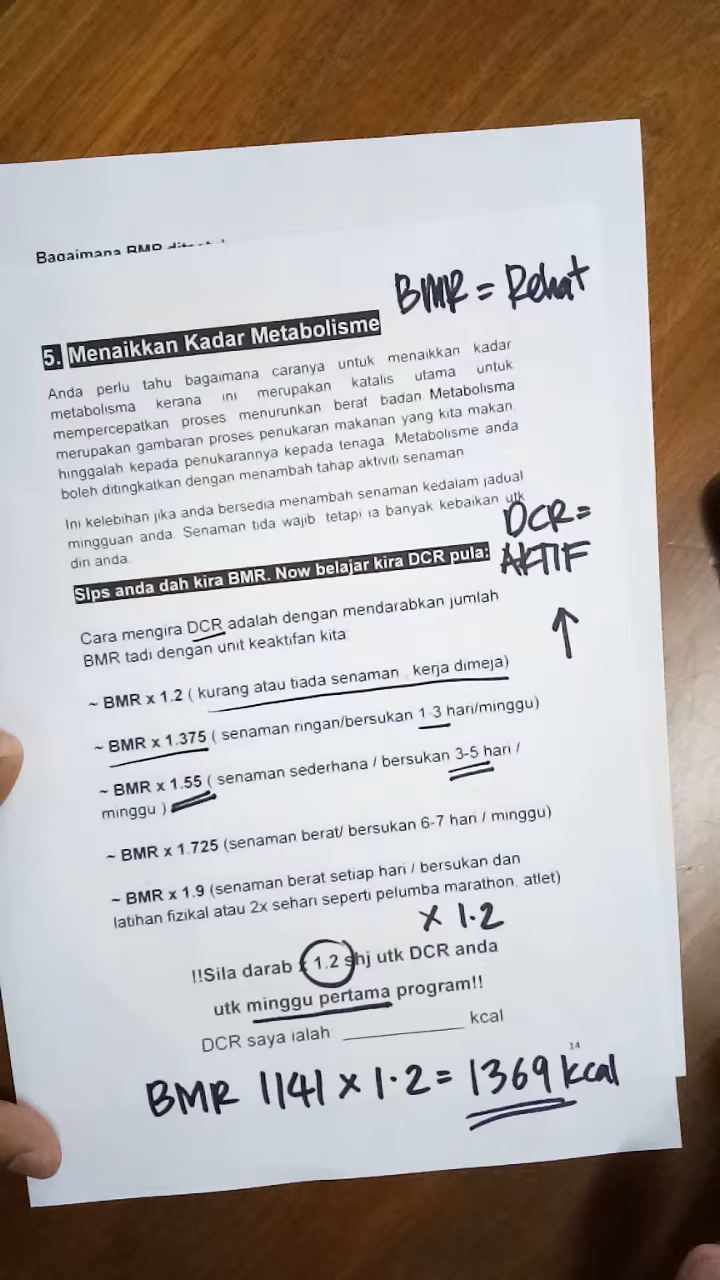 Bagaimana BMR
BMR = Rehat
5. Menaikkan Kadar Metabolisme
Anda perlu tahu bagaimana caranya untuk menaikkan kadar
metabolisma kerana ini merupakan katalis utama untuk
mempercepatkan proses menurunkan berat badan Metabolisma
merupakan gambaran proses penukaran makanan yang kita makan,
hinggalah kepada penukarannya kepada tenaga. Metabolisme anda
boleh ditingkatkan dengan menambah tahap aktiviti senaman
Ini kelebihan jika anda bersedia menambah senaman kedalam jadual
mingguan anda. Senaman tida wajib, tetapi ia banyak kebaikan utk
diri anda.
DCR =
AKTIF
SIps anda dah kira BMR. Now belajar kira DCR pula:
Cara mengira DCR adalah dengan mendarabkan jumlah
BMR tadi dengan unit keaktifan kita
~ BMR x 1.2 ( kurang atau tiada senaman , kerja dimeja)
~ BMR x 1.375 ( senaman ringan/bersukan 1-3 hari/minggu)
~ BMR x 1.55 ( senaman sederhana / bersukan 3-5 hari /
minggu )
~ BMR x 1.725 (senaman berat/ bersukan 6-7 hari / minggu)
~ BMR x 1.9 (senaman berat setiap hari / bersukan dan
latihan fizikal atau 2x sehari seperti pelumba marathon, atlet)
x 1.2
!!Sila darab x 1.2 shj utk DCR anda
utk minggu pertama program!!
DCR saya ialah ____________ kcal
14
BMR 1141 x 1.2 = 1369 kcal